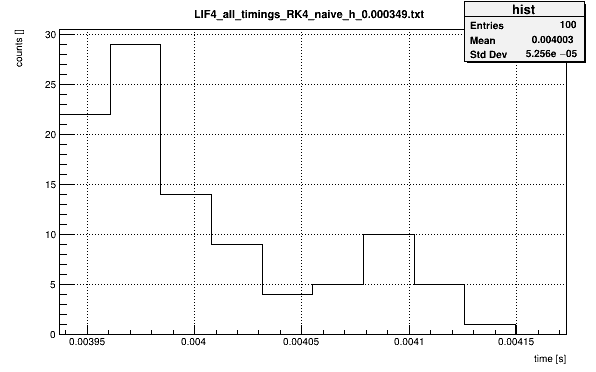 LIF4_all_timings_RK4_naive_h_0.000349.txt
hist
Entries 100
Mean 0.004003
Std Dev 5.256e −05
counts []
30
25
20
15
10
5
0
0.00395 0.004 0.00405 0.0041 0.00415
time [s]